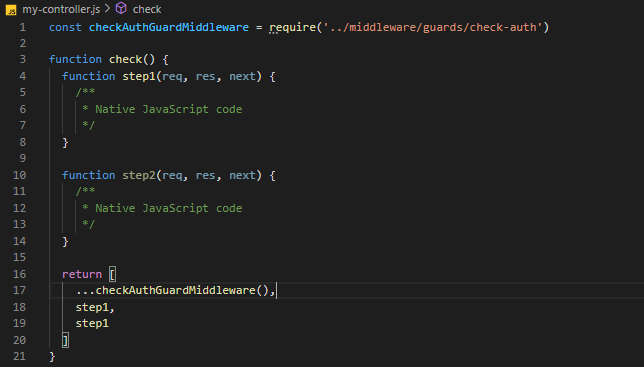 JS my-controller.js > check
1 const checkAuthGuardMiddleware = require('../middleware/guards/check-auth')
2
3 function check() {
4   function step1(req, res, next) {
5     /**
6      * Native JavaScript code
7      */
8   }
9
10   function step2(req, res, next) {
11     /**
12      * Native JavaScript code
13      */
14   }
15
16   return [
17     ...checkAuthGuardMiddleware(),
18     step1,
19     step1
20   ]
21 }